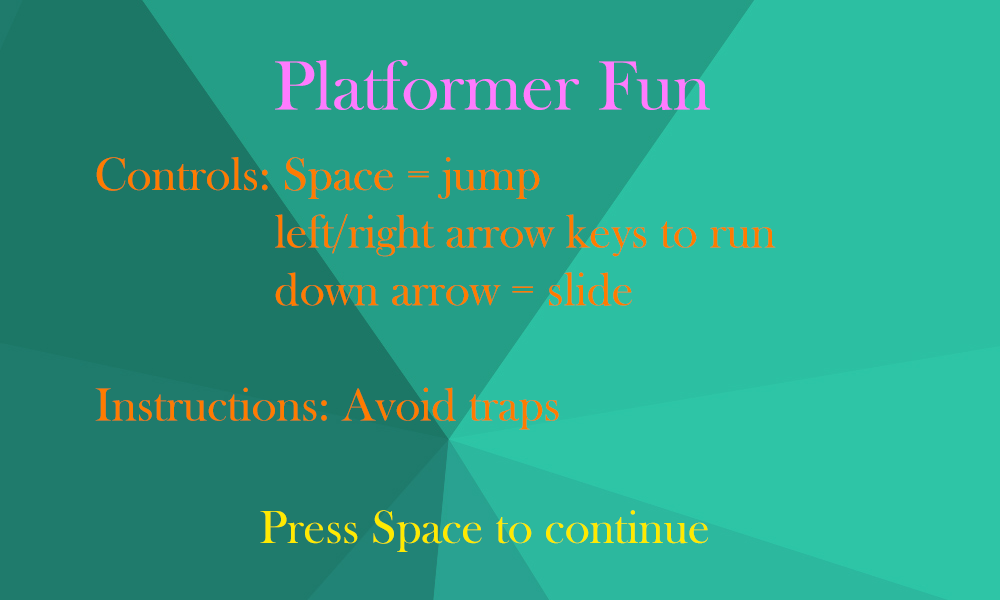 Platformer Fun
Controls: Space = jump
left/right arrow keys to run
down arrow = slide
Instructions: Avoid traps
Press Space to continue